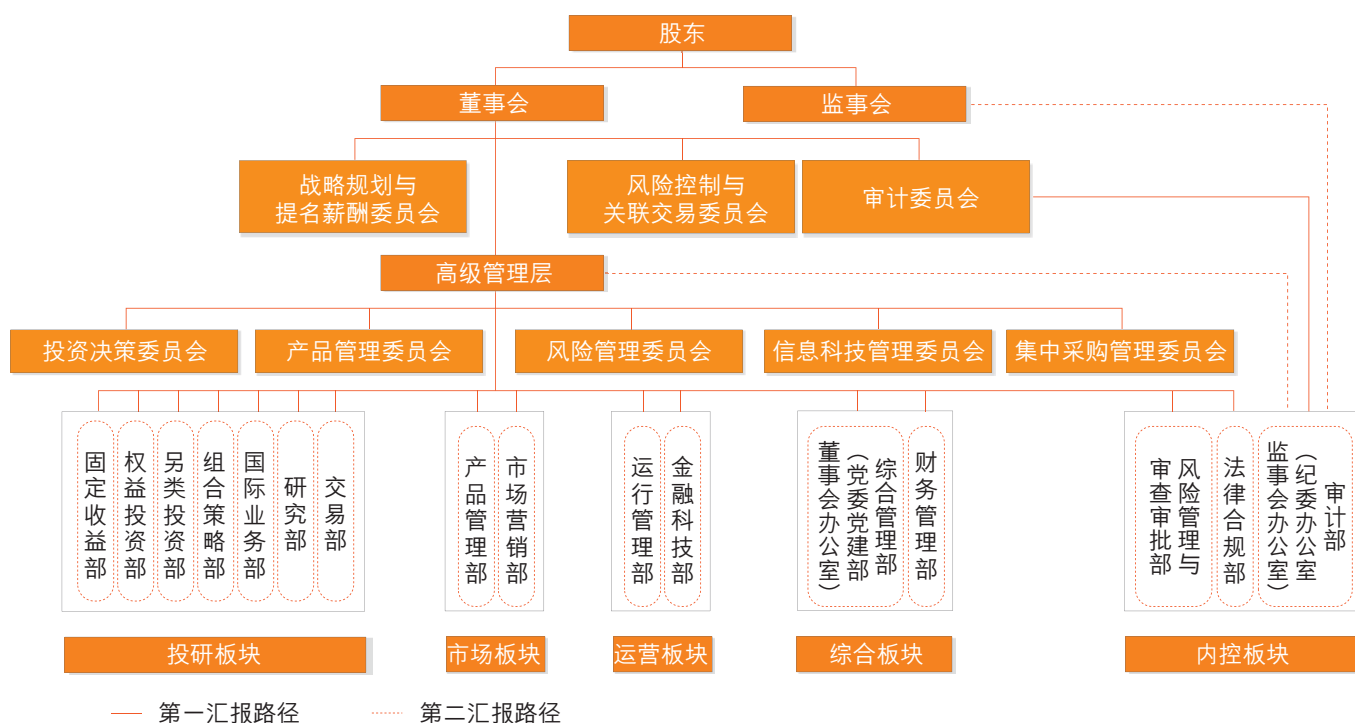 股东
董事会
监事会
战略规划与
提名薪酬委员会
风险控制与
关联交易委员会
审计委员会
高级管理层
投资决策委员会
产品管理委员会
风险管理委员会
信息科技管理委员会
集中采购管理委员会
固定收益部
权益投资部
另类投资部
组合策略部
国际业务部
研究部
交易部
产品管理部
市场营销部
运行管理部
金融科技部
综合管理部
（党委党建部
董事会办公室）
财务管理部
风险管理与
审查审批部
法律合规部
审计部
（纪委办公室
监事会办公室）
投研板块
市场板块
运营板块
综合板块
内控板块
第一汇报路径
第二汇报路径